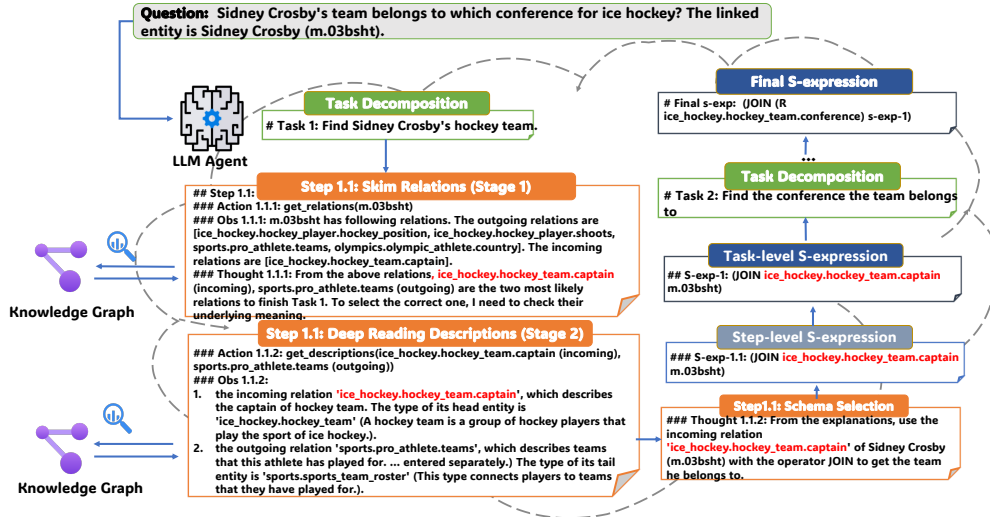 Question: Sidney Crosby's team belongs to which conference for ice hockey? The linked
entity is Sidney Crosby (m.03bsht).
LLM Agent
Task Decomposition
# Task 1: Find Sidney Crosby's hockey team.
Step 1.1: Skim Relations (Stage 1)
## Step 1.1:
### Action 1.1.1: get_relations(m.03bsht)
### Obs 1.1.1: m.03bsht has following relations. The outgoing relations are
[ice_hockey.hockey_player.hockey_position, ice_hockey.hockey_player.shoots,
sports.pro_athlete.teams, olympics.olympic_athlete.country]. The incoming
relations are [ice_hockey.hockey_team.captain].
### Thought 1.1.1: From the above relations, ice_hockey.hockey_team.captain
(incoming), sports.pro_athlete.teams (outgoing) are the two most likely
relations to finish Task 1. To select the correct one, I need to check their
underlying meaning.
Knowledge Graph
Step 1.1: Deep Reading Descriptions (Stage 2)
### Action 1.1.2: get_descriptions(ice_hockey.hockey_team.captain (incoming),
sports.pro_athlete.teams (outgoing))
### Obs 1.1.2:
1. the incoming relation 'ice_hockey.hockey_team.captain', which describes
the captain of hockey team. The type of its head entity is
'ice_hockey.hockey_team' (A hockey team is a group of hockey players that
play the sport of ice hockey.).
2. the outgoing relation 'sports.pro_athlete.teams', which describes teams
that this athlete has played for. ... entered separately.) The type of its tail
entity is 'sports.sports_team_roster' (This type connects players to teams
that they have played for.).
Knowledge Graph
Step1.1: Schema Selection
### Thought 1.1.2: From the explanations, use the
incoming relation
'ice_hockey.hockey_team.captain' of Sidney Crosby
(m.03bsht) with the operator JOIN to get the team
he belongs to.
Step-level S-expression
### S-exp-1.1: (JOIN ice_hockey.hockey_team.captain
m.03bsht)
Task-level S-expression
## S-exp-1: (JOIN ice_hockey.hockey_team.captain
m.03bsht)
Task Decomposition
# Task 2: Find the conference the team belongs
to
...
Final S-expression
# Final s-exp: (JOIN (R
ice_hockey.hockey_team.conference) s-exp-1)